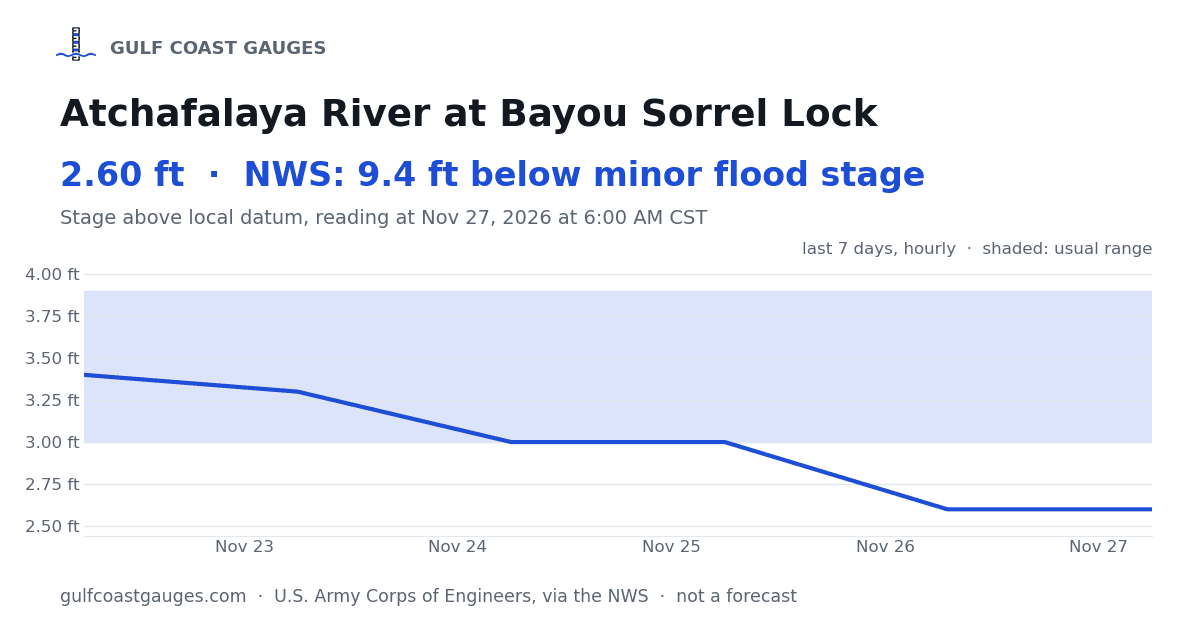 GULF COAST GAUGES
Atchafalaya River at Bayou Sorrel Lock
2.60 ft · NWS: 9.4 ft below minor flood stage
Stage above local datum, reading at Nov 27, 2026 at 6:00 AM CST
last 7 days, hourly · shaded: usual range
4.00 ft
3.75 ft
3.50 ft
3.25 ft
3.00 ft
2.75 ft
2.50 ft
Nov 23 Nov 24 Nov 25 Nov 26 Nov 27
gulfcoastgauges.com · U.S. Army Corps of Engineers, via the NWS · not a forecast